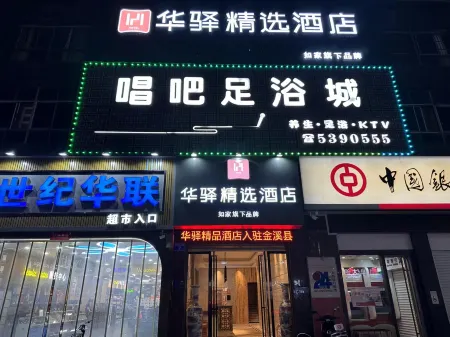 华驿精选酒店
如家旗下品牌
唱吧足浴城
养生·足浴·KTV
☎5390555
世纪华联
超市入口
华驿精选酒店
如家旗下品牌
华驿精品酒店入驻金溪县
中国银
24